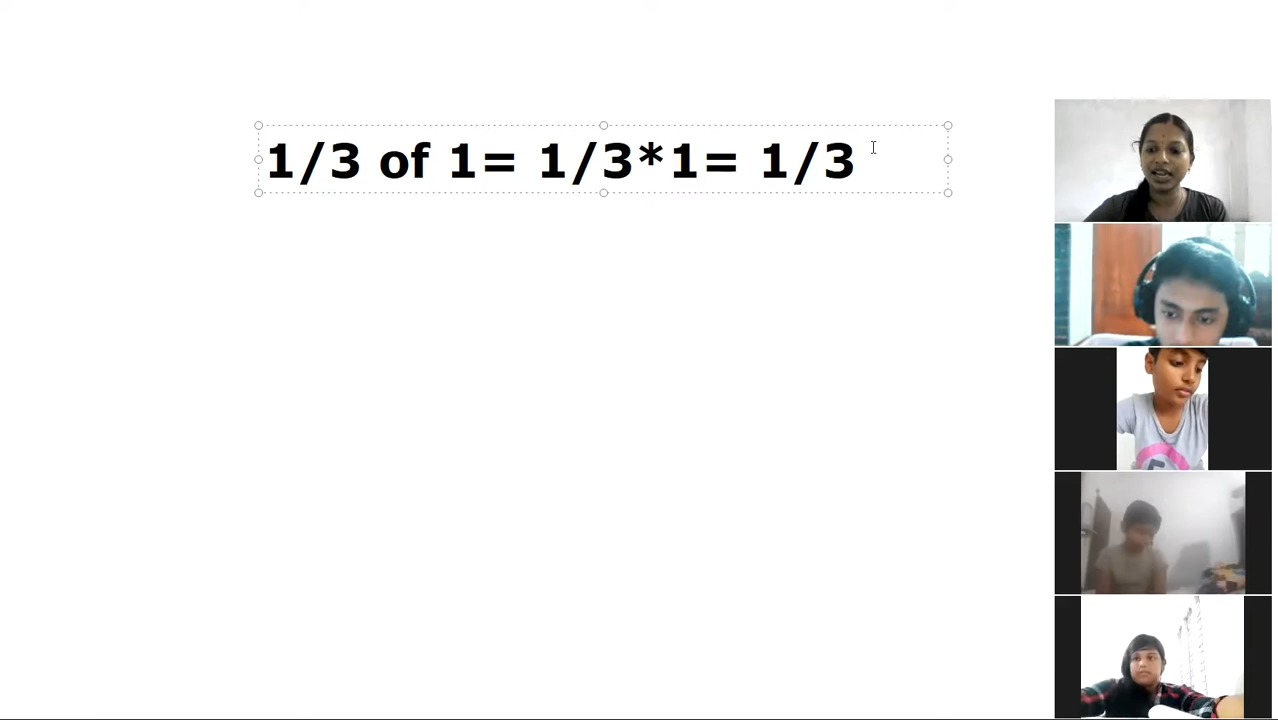 1/3 of 1= 1/3*1= 1/3